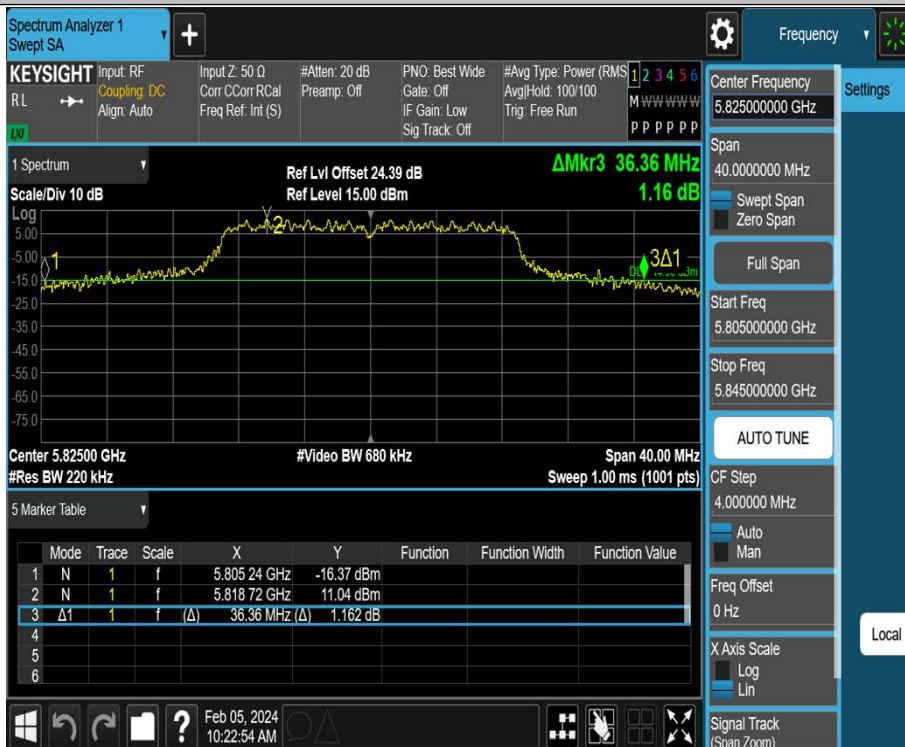 Spectrum Analyzer 1
Swept SA
+
Frequency
KEYSIGHT
RL
LXI
Input: RF
Coupling: DC
Align: Auto
Input Z: 50 Ω
Corr CCorr RCal
Freq Ref: Int (S)
#Atten: 20 dB
Preamp: Off
PNO: Best Wide
Gate: Off
IF Gain: Low
Sig Track: Off
#Avg Type: Power (RMS
Avg|Hold: 100/100
Trig: Free Run
1 2 3 4 5 6
M W W W W W
P P P P P P
1 Spectrum
Scale/Div 10 dB
Ref Lvl Offset 24.39 dB
Ref Level 15.00 dBm
ΔMkr3 36.36 MHz
1.16 dB
Log
5.00
-5.00
-15.0
-25.0
-35.0
-45.0
-55.0
-65.0
-75.0
1
2
3Δ1
Center 5.82500 GHz
#Video BW 680 kHz
Span 40.00 MHz
#Res BW 220 kHz
Sweep 1.00 ms (1001 pts)
5 Marker Table
Mode Trace Scale X Y Function Function Width Function Value
1 N 1 f 5.805 24 GHz -16.37 dBm
2 N 1 f 5.818 72 GHz 11.04 dBm
3 Δ1 1 f (Δ) 36.36 MHz (Δ) 1.162 dB
4
5
6
?
Feb 05, 2024
10:22:54 AM
Center Frequency
5.825000000 GHz
Span
40.0000000 MHz
Swept Span
Zero Span
Full Span
Start Freq
5.805000000 GHz
Stop Freq
5.845000000 GHz
AUTO TUNE
CF Step
4.000000 MHz
Auto
Man
Freq Offset
0 Hz
X Axis Scale
Log
Lin
Signal Track
(Span Zoom)
Settings
Local